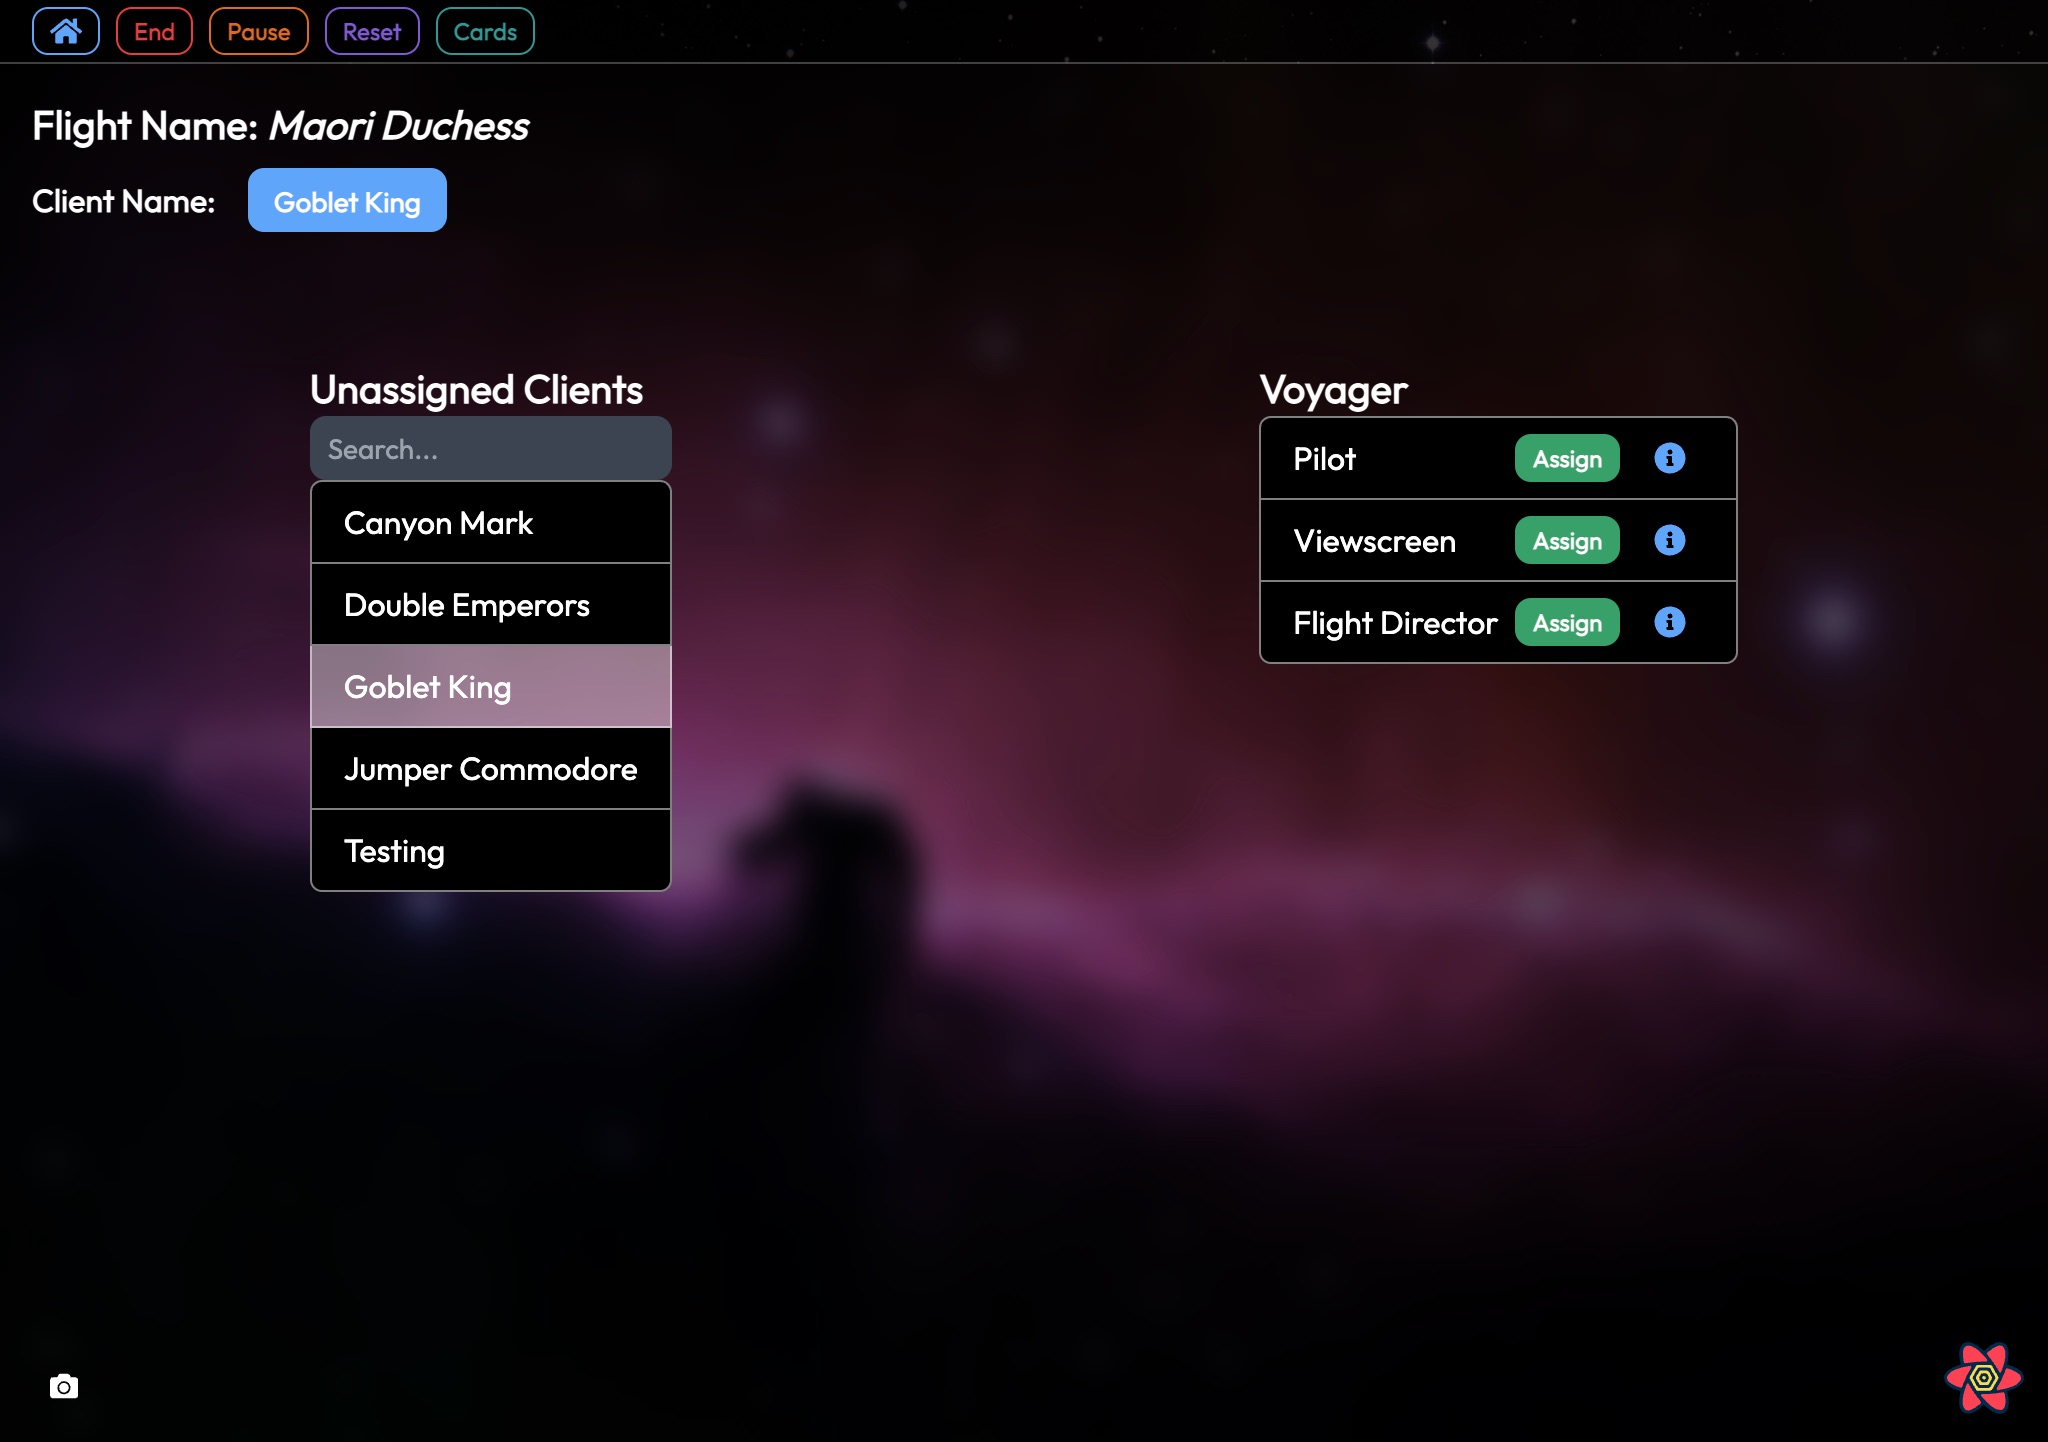 End Pause Reset Cards
Flight Name: Maori Duchess
Client Name: Goblet King
Unassigned Clients
Search...
Canyon Mark
Double Emperors
Goblet King
Jumper Commodore
Testing
Voyager
Pilot Assign
Viewscreen Assign
Flight Director Assign